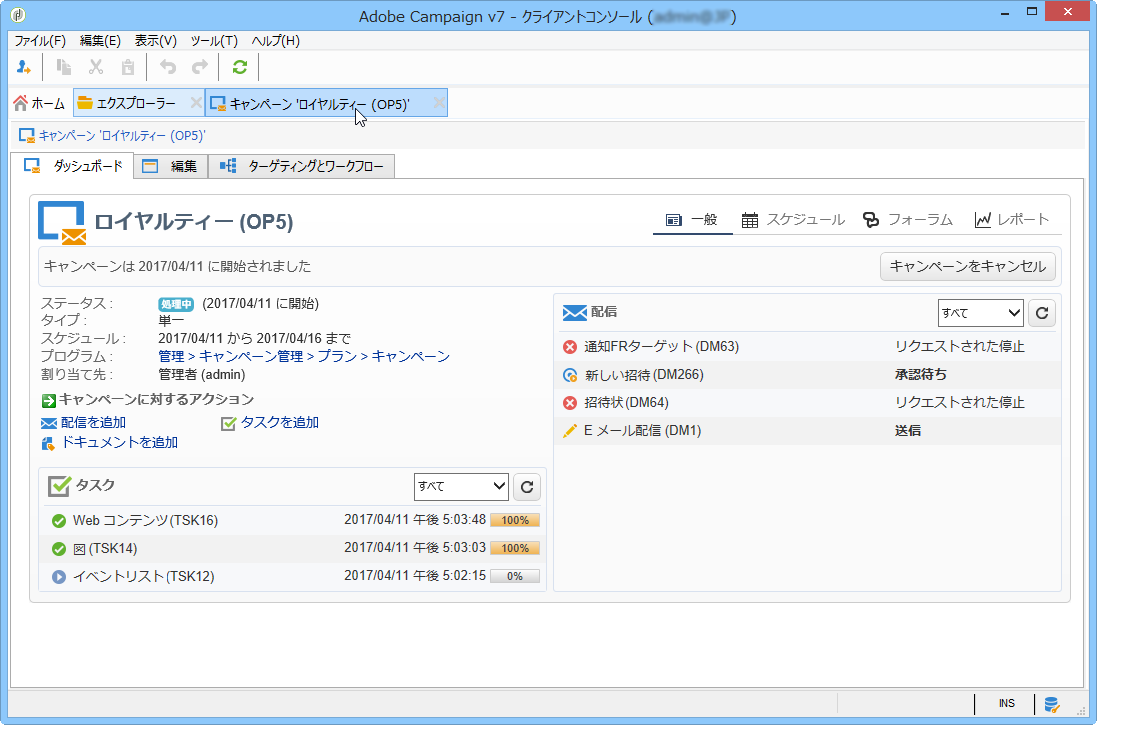 Adobe Campaign v7 - クライアントコンソール (
ファイル(F) 編集(E) 表示(V) ツール(T) ヘルプ(H)
ホーム エクスプローラー キャンペーン 'ロイヤルティー (OP5)'
キャンペーン 'ロイヤルティー (OP5)'
ダッシュボード 編集 ターゲティングとワークフロー
ロイヤルティー (OP5) 一般 スケジュール フォーラム レポート
キャンペーンは 2017/04/11 に開始されました キャンペーンをキャンセル
ステータス : 処理中 (2017/04/11 に開始)
タイプ : 単一
スケジュール : 2017/04/11 から 2017/04/16 まで
プログラム : 管理 > キャンペーン管理 > プラン > キャンペーン
割り当て先 : 管理者 (admin)
キャンペーンに対するアクション
配信を追加 タスクを追加
ドキュメントを追加
タスク すべて
Web コンテンツ(TSK16) 2017/04/11 午後 5:03:48 100%
図 (TSK14) 2017/04/11 午後 5:03:03 100%
イベントリスト(TSK12) 2017/04/11 午後 5:02:15 0%
配信 すべて
通知FRターゲット (DM63) リクエストされた停止
新しい招待 (DM266) 承認待ち
招待状(DM64) リクエストされた停止
E メール配信 (DM1) 送信
INS